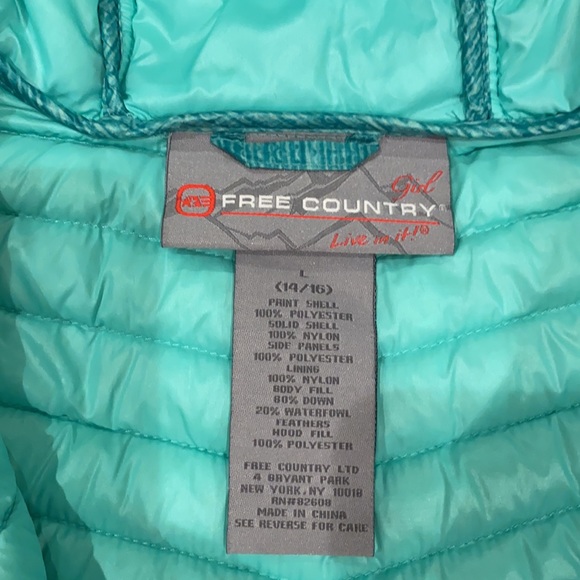 Girl
FREE COUNTRY®
Live in it!®
L
(14/16)
PRINT SHELL
100% POLYESTER
SOLID SHELL
100% NYLON
SIDE PANELS
100% POLYESTER
LINING
100% NYLON
BODY FILL
80% DOWN
20% WATERFOWL
FEATHERS
HOOD FILL
100% POLYESTER
FREE COUNTRY LTD
4 BRYANT PARK
NEW YORK, NY 10018
RN#82608
MADE IN CHINA
SEE REVERSE FOR CARE